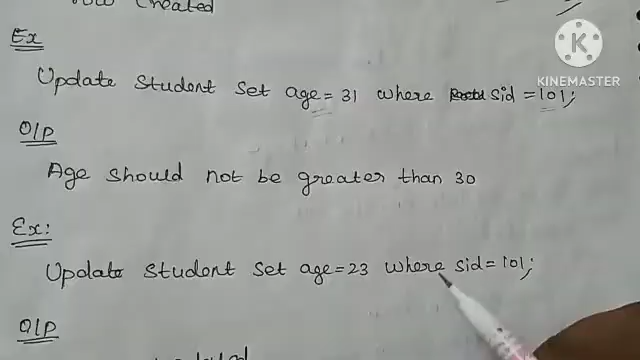 Created
Ex
Update Student Set age = 31 where sid = 101;
O/P
Age should not be greater than 30
Ex:
Update Student Set age = 23 where sid = 101;
O/P
K
KINEMASTER